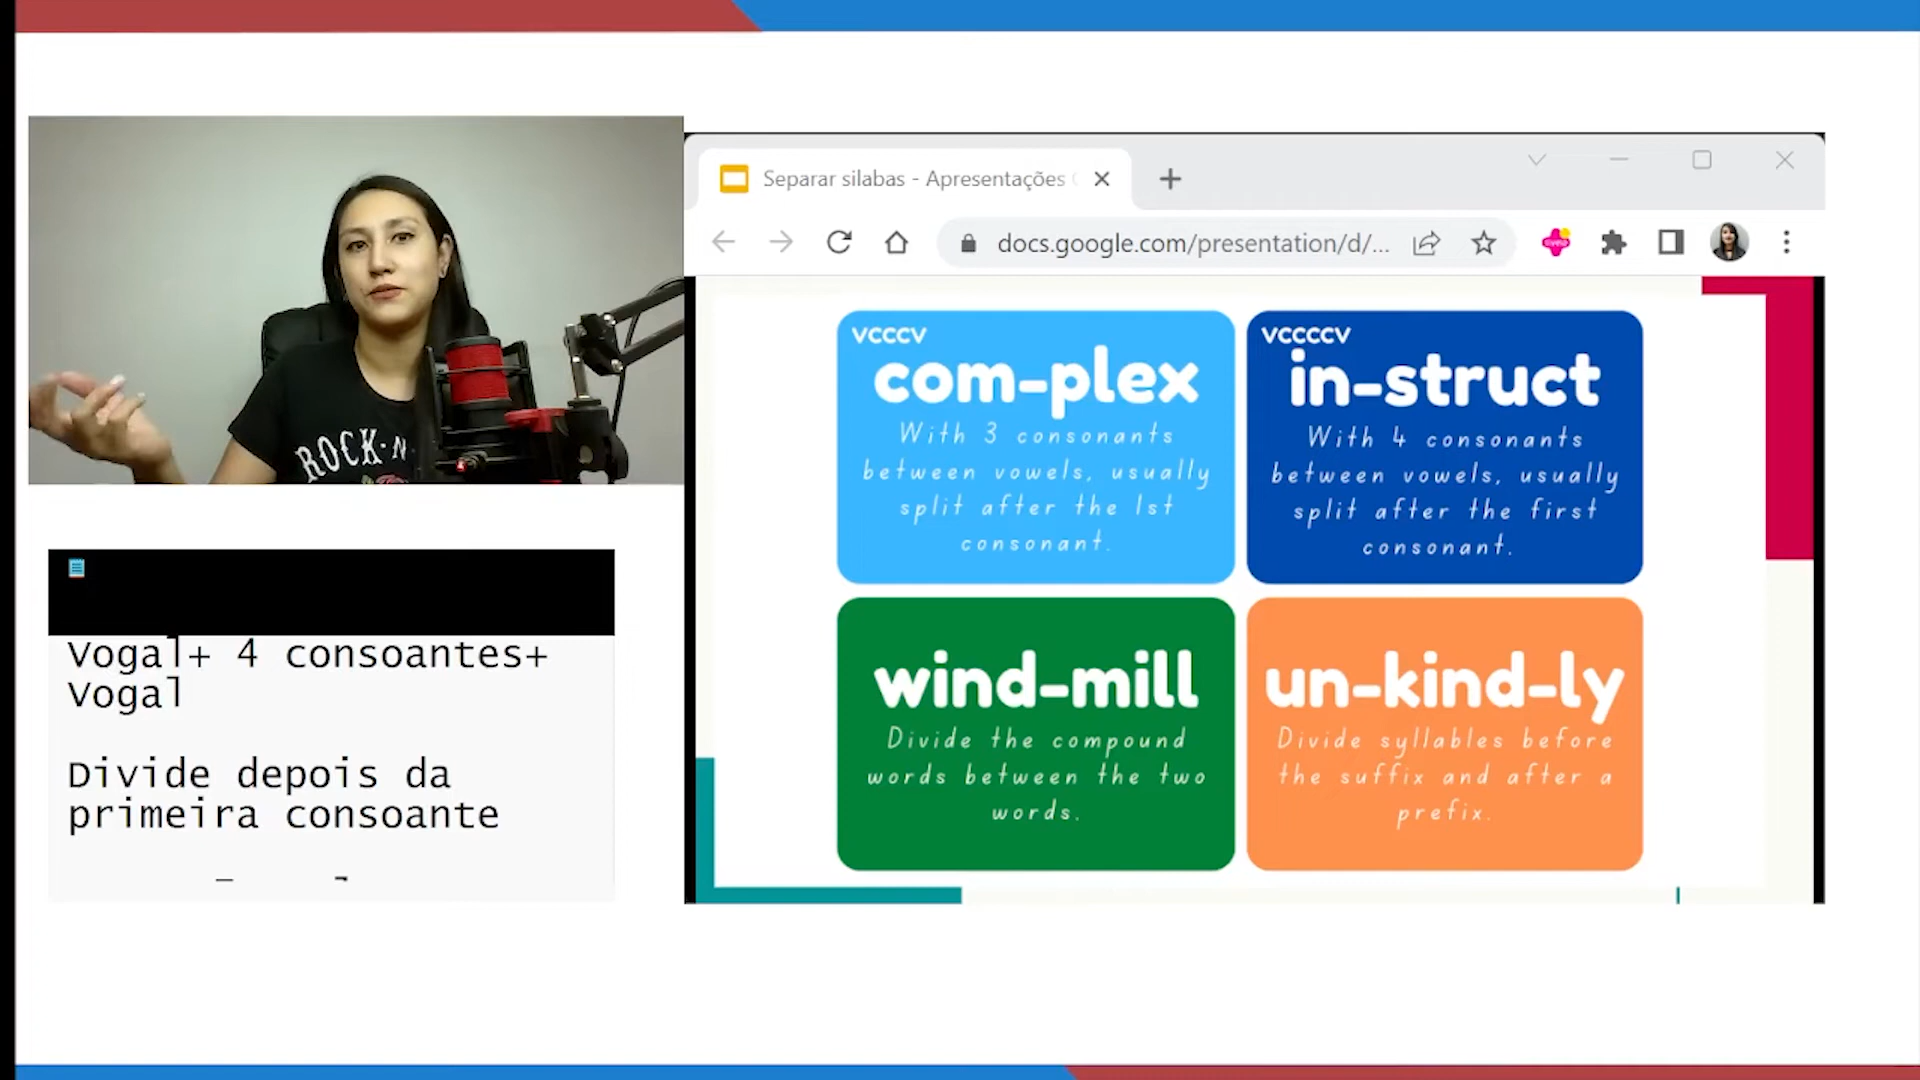 ROCK-N
Separar silabas - Apresentações
docs.google.com/presentation/d/...
VCCCV
com-plex
With 3 consonants
between vowels, usually
split after the 1st
consonant.
VCCCCV
in-struct
With 4 consonants
between vowels, usually
split after the first
consonant.
wind-mill
Divide the compound
words between the two
words.
un-kind-ly
Divide syllables before
the suffix and after a
prefix.
Vogal+ 4 consoantes+
Vogal
Divide depois da
primeira consoante